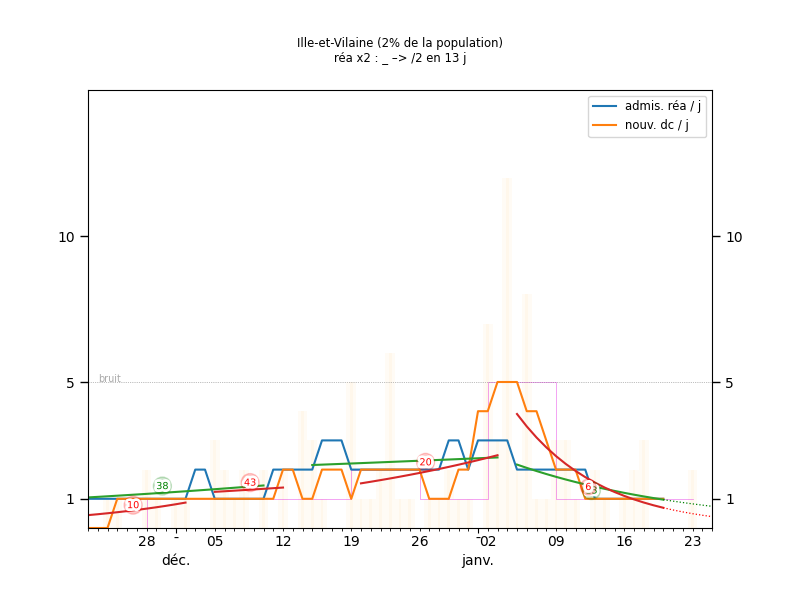 Ille-et-Vilaine (2% de la population)
réa x2 : _ –> /2 en 13 j
admis. réa / j
nouv. dc / j
10 10
bruit
5 5
38
43
20
10
6
1 1
28 - 05 12 19 26 -02 09 16 23
déc. janv.